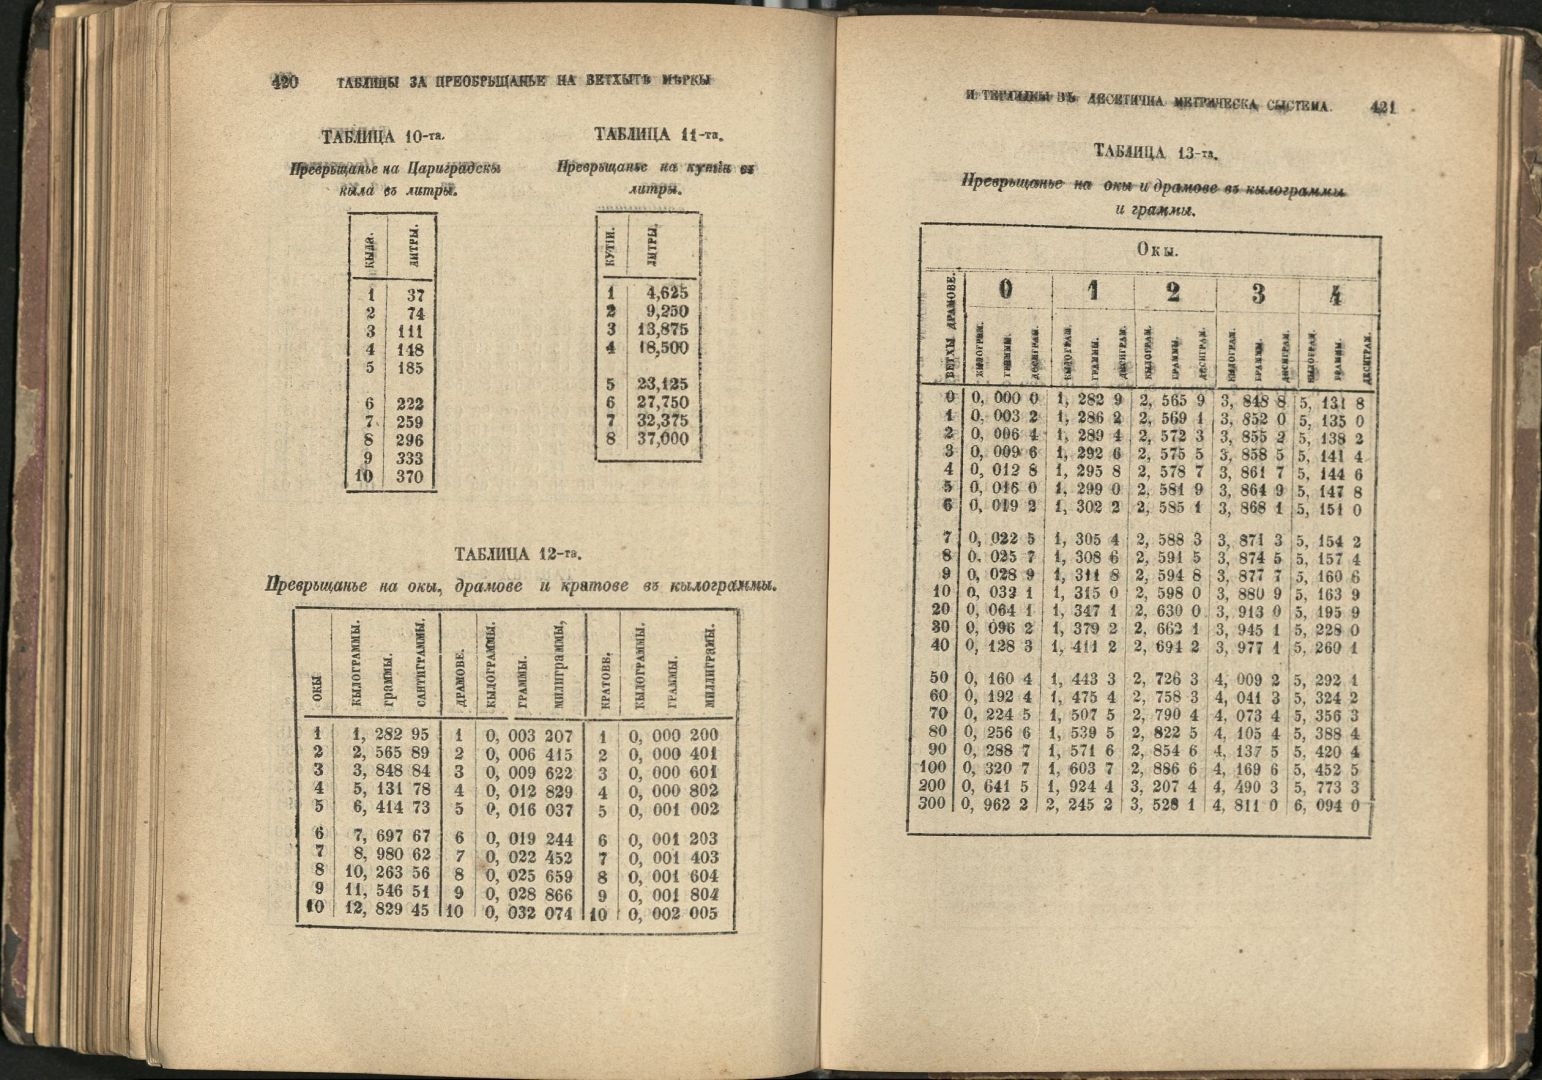 420 ТАБЛИЦЫ ЗА ПРЕОБРЬЩАНЬЕ НА ВЕТХЫТѢ МѢРКЫ
ТАБЛИЦА 10-та.
Превръщанье на Цариградскы
кыла въ литры.
КЫЛА. ЛИТРЫ.
1 37
2 74
3 111
4 148
5 185
6 222
7 259
8 296
9 333
10 370
ТАБЛИЦА 11-та.
Превръщанье на кутіи въ
литры.
КУТІИ. ЛИТРЫ.
1 4,625
2 9,250
3 13,875
4 18,500
5 23,125
6 27,750
7 32,375
8 37,000
ТАБЛИЦА 12-та.
Превръщанье на окы, драмове и кратове въ кылограммы.
ОКЫ КЫЛОГРАММЫ. ГРАММЫ. САНТИГРАММЫ. ДРАМОВЕ. КЫЛОГРАММЫ. ГРАММЫ. МИЛИГРАММЫ, КРАТОВЕ. КЫЛОГРАММЫ. ГРАММЫ. МИЛЛИГРАМЫ.
1 1, 282 95 1 0, 003 207 1 0, 000 200
2 2, 565 89 2 0, 006 415 2 0, 000 401
3 3, 848 84 3 0, 009 622 3 0, 000 601
4 5, 131 78 4 0, 012 829 4 0, 000 802
5 6, 414 73 5 0, 016 037 5 0, 001 002
6 7, 697 67 6 0, 019 244 6 0, 001 203
7 8, 980 62 7 0, 022 452 7 0, 001 403
8 10, 263 56 8 0, 025 659 8 0, 001 604
9 11, 546 51 9 0, 028 866 9 0, 001 804
10 12, 829 45 10 0, 032 074 10 0, 002 005
И ТЕГЛИЛКЫ ВЪ ДЕСЕТИЧНА МЕТРИЧЕСКА СЫСТЕМА. 421
ТАБЛИЦА 13-та.
Превръщанье на окы и драмове въ кылограммы
и граммы.
Окы.
ВЕТХЫ ДРАМОВЕ. 0 1 2 3 4
КЫЛОГРАМ. ГРАММЫ. ДЕСИГРАМ. КЫЛОГРАМ. ГРАММЫ. ДЕСИГРАМ. КЫЛОГРАМ. ГРАММЫ. ДЕСИГРАМ. КЫЛОГРАМ. ГРАММЫ. ДЕСИГРАМ. КЫЛОГРАМ. ГРАММЫ. ДЕСИГРАМ.
0 0, 000 0 1, 282 9 2, 565 9 3, 848 8 5, 131 8
1 0, 003 2 1, 286 2 2, 569 1 3, 852 0 5, 135 0
2 0, 006 4 1, 289 4 2, 572 3 3, 855 2 5, 138 2
3 0, 009 6 1, 292 6 2, 575 5 3, 858 5 5, 141 4
4 0, 012 8 1, 295 8 2, 578 7 3, 861 7 5, 144 6
5 0, 016 0 1, 299 0 2, 581 9 3, 864 9 5, 147 8
6 0, 019 2 1, 302 2 2, 585 1 3, 868 1 5, 151 0
7 0, 022 5 1, 305 4 2, 588 3 3, 871 3 5, 154 2
8 0, 025 7 1, 308 6 2, 591 5 3, 874 5 5, 157 4
9 0, 028 9 1, 311 8 2, 594 8 3, 877 7 5, 160 6
10 0, 032 1 1, 315 0 2, 598 0 3, 880 9 5, 163 9
20 0, 064 1 1, 347 1 2, 630 0 3, 913 0 5, 195 9
30 0, 096 2 1, 379 2 2, 662 1 3, 945 1 5, 228 0
40 0, 128 3 1, 411 2 2, 694 2 3, 977 1 5, 260 1
50 0, 160 4 1, 443 3 2, 726 3 4, 009 2 5, 292 1
60 0, 192 4 1, 475 4 2, 758 3 4, 041 3 5, 324 2
70 0, 224 5 1, 507 5 2, 790 4 4, 073 4 5, 356 3
80 0, 256 6 1, 539 5 2, 822 5 4, 105 4 5, 388 4
90 0, 288 7 1, 571 6 2, 854 6 4, 137 5 5, 420 4
100 0, 320 7 1, 603 7 2, 886 6 4, 169 6 5, 452 5
200 0, 641 5 1, 924 4 3, 207 4 4, 490 3 5, 773 3
300 0, 962 2 2, 245 2 3, 528 1 4, 811 0 6, 094 0